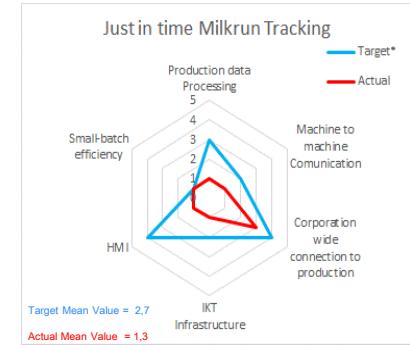 Just in time Milkrun Tracking
Target*
Actual
Production data
Processing
5
4
3
2
1
Machine to
machine
Comunication
Corporation
wide
connection to
production
IKT
Infrastructure
HMI
Small-batch
efficiency
Target Mean Value = 2,7
Actual Mean Value = 1,3